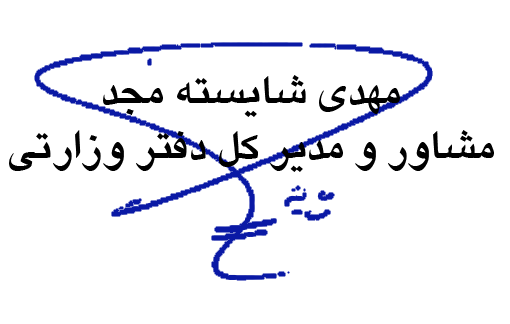 مهدی شایسته مجد
مشاور و مدیر کل دفتر وزارتی